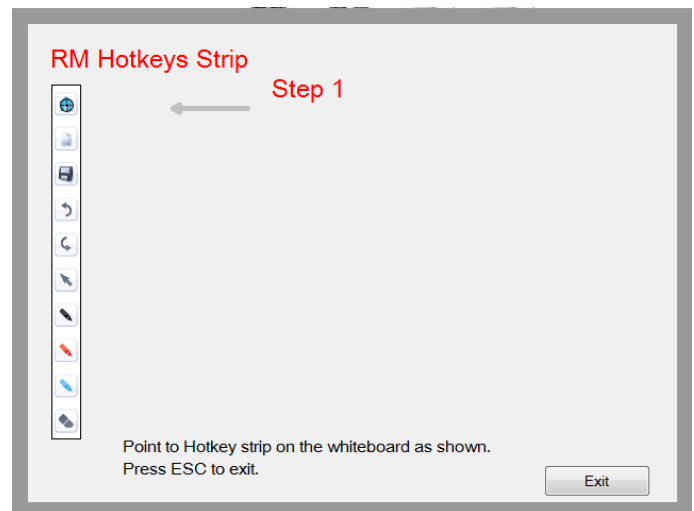 RM Hotkeys Strip
Step 1
Point to Hotkey strip on the whiteboard as shown.
Press ESC to exit.
Exit